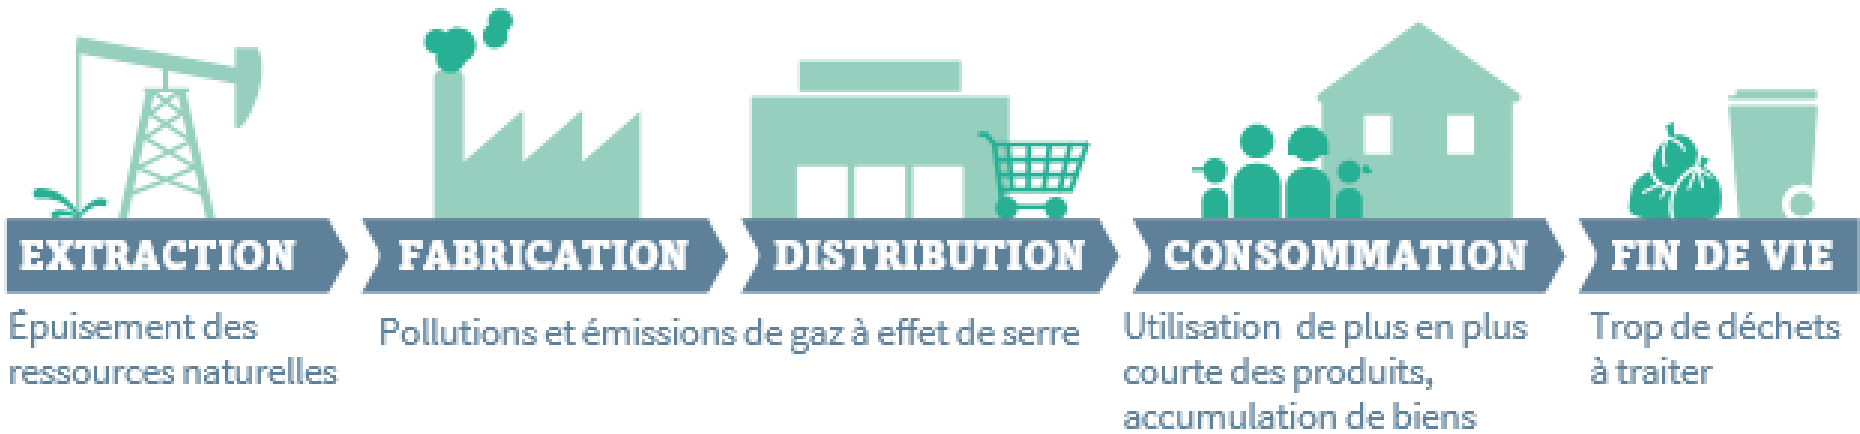 EXTRACTION
FABRICATION
DISTRIBUTION
CONSOMMATION
FIN DE VIE
Épuisement des
ressources naturelles
Pollutions et émissions de gaz à effet de serre
Utilisation de plus en plus
courte des produits,
accumulation de biens
Trop de déchets
à traiter